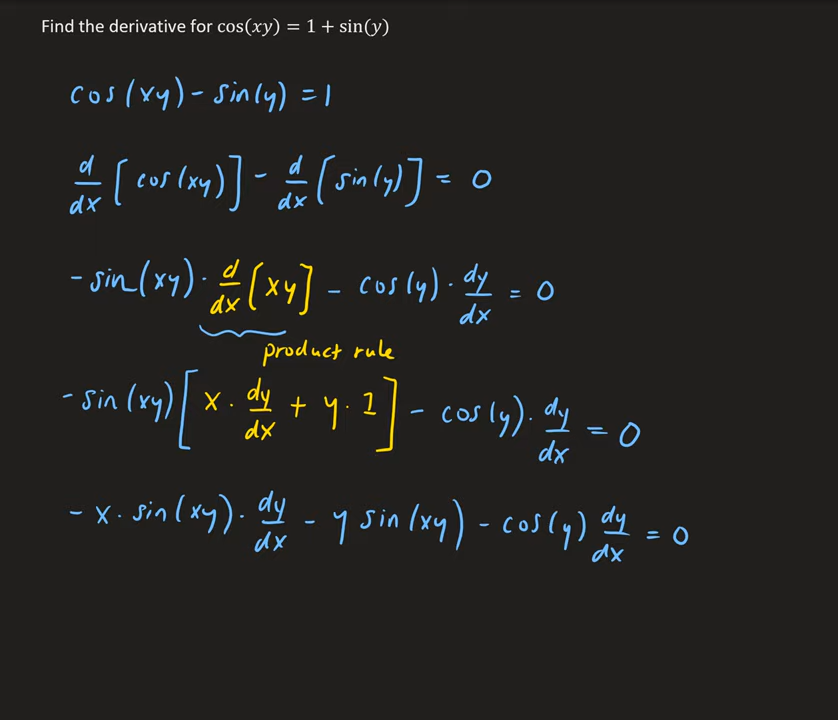 Find the derivative for cos(xy) = 1 + sin(y)
cos(xy) - sin(y) = 1
d/dx [cos(xy)] - d/dx [sin(y)] = 0
- sin(xy) · d/dx [xy] - cos(y) · dy/dx = 0
product rule
- sin(xy) [x · dy/dx + y · 1] - cos(y) · dy/dx = 0
- x · sin(xy) · dy/dx - y sin(xy) - cos(y) dy/dx = 0